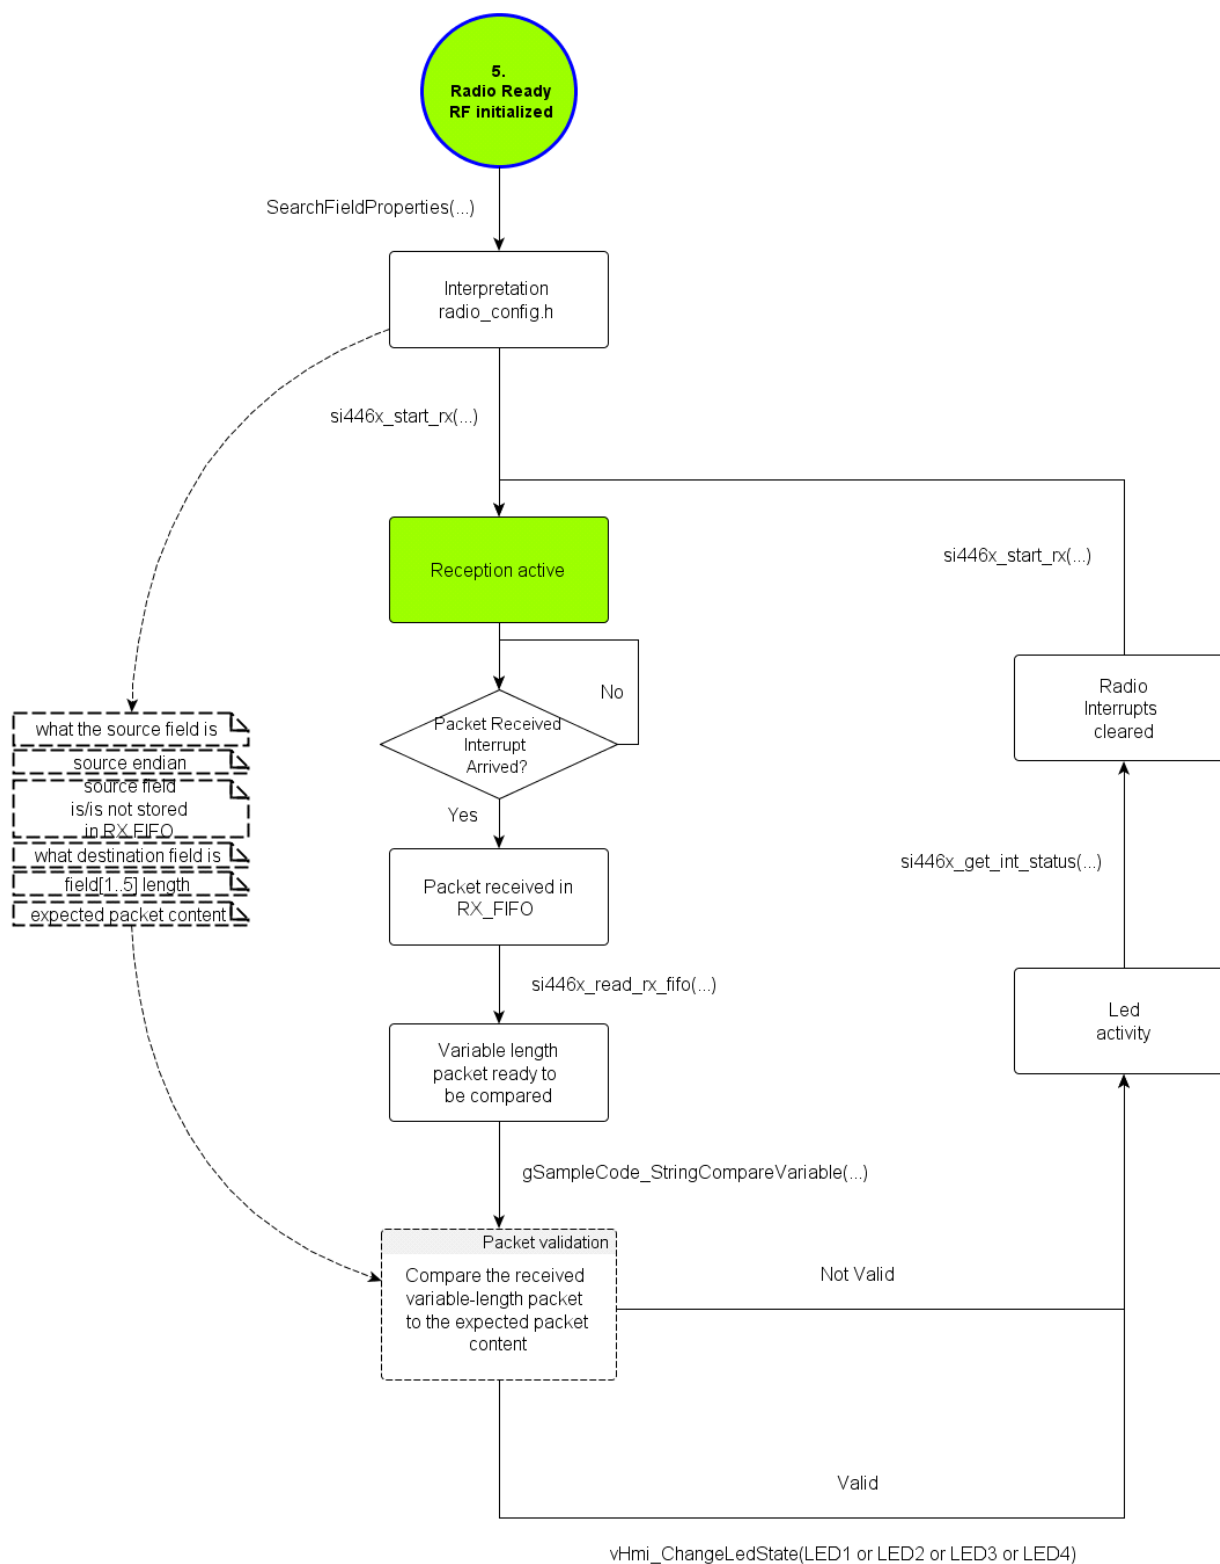 5.
Radio Ready
RF initialized
SearchFieldProperties(...)
Interpretation
radio_config.h
si446x_start_rx(...)
Reception active
si446x_start_rx(...)
No
Packet Received
Interrupt
Arrived?
Yes
Radio
Interrupts
cleared
what the source field is
source endian
source field
is/is not stored
in RX_FIFO
what destination field is
field[1..5] length
expected packet content
Packet received in
RX_FIFO
si446x_get_int_status(...)
si446x_read_rx_fifo(...)
Led
activity
Variable length
packet ready to
be compared
gSampleCode_StringCompareVariable(...)
Packet validation
Compare the received
variable-length packet
to the expected packet
content
Not Valid
Valid
vHmi_ChangeLedState(LED1 or LED2 or LED3 or LED4)